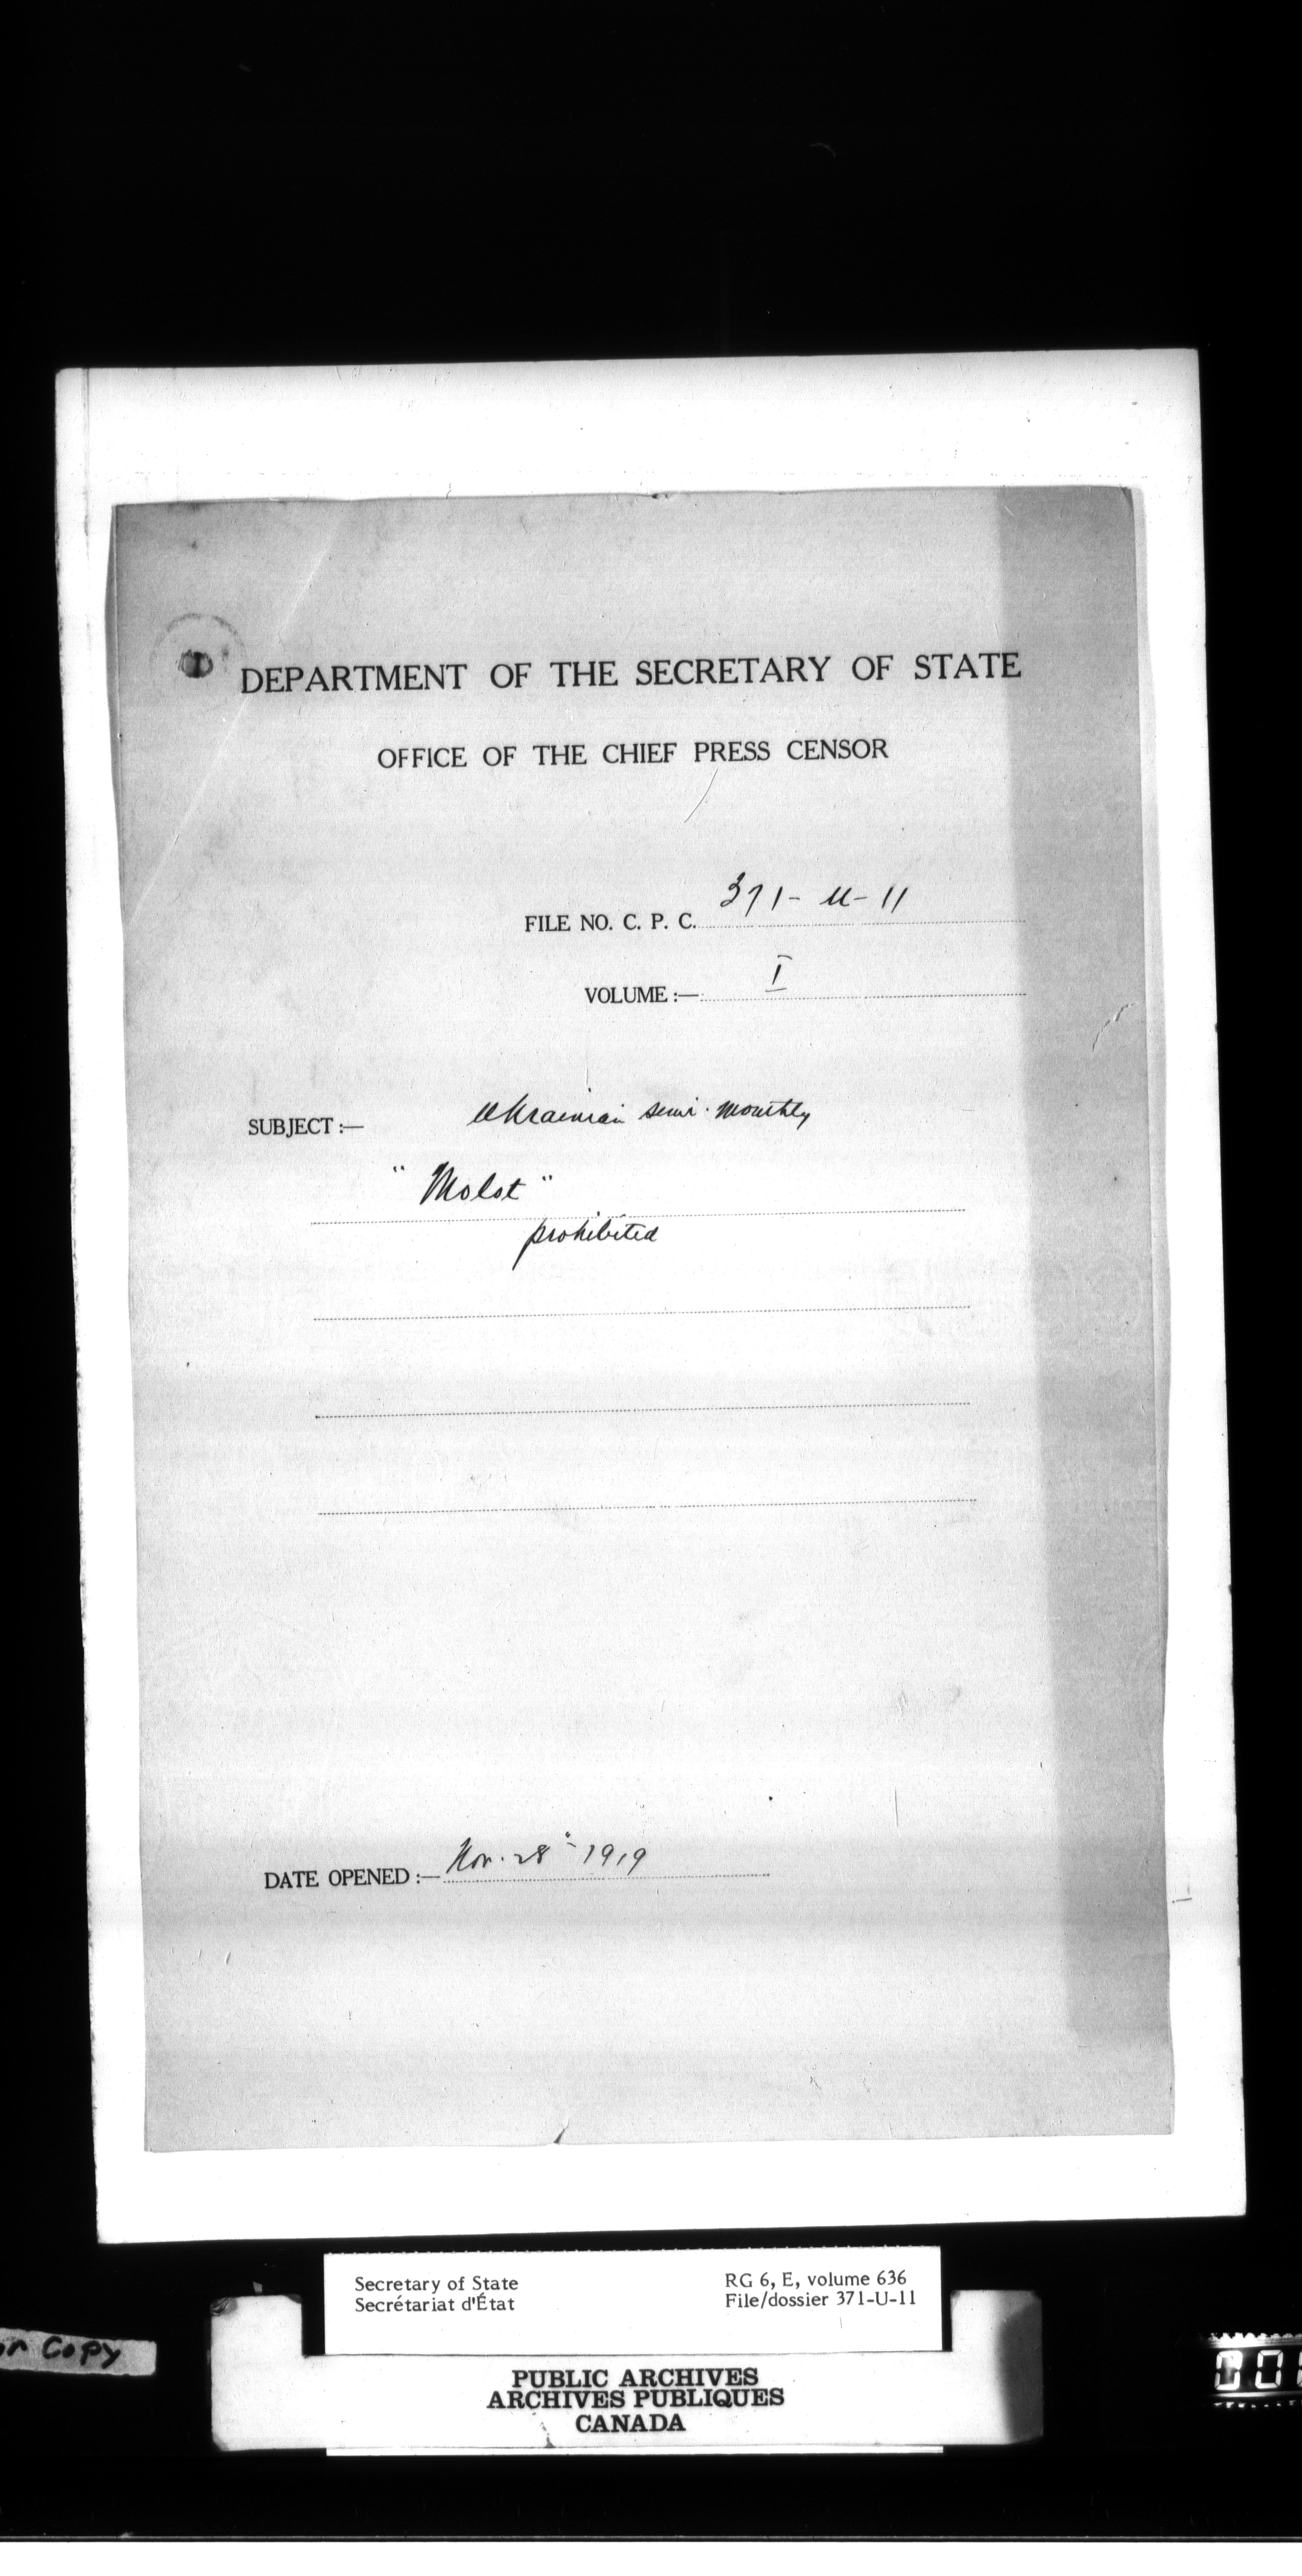 DEPARTMENT OF THE SECRETARY OF STATE
OFFICE OF THE CHIEF PRESS CENSOR
FILE NO. C. P. C. 371-U-11
VOLUME :— I
SUBJECT :— Ukrainian semi-monthly
"Molot"
prohibited
DATE OPENED :— Nov. 28" 1919
Secretary of State
Secrétariat d'État
RG 6, E, volume 636
File/dossier 371-U-11
Copy
PUBLIC ARCHIVES
ARCHIVES PUBLIQUES
CANADA